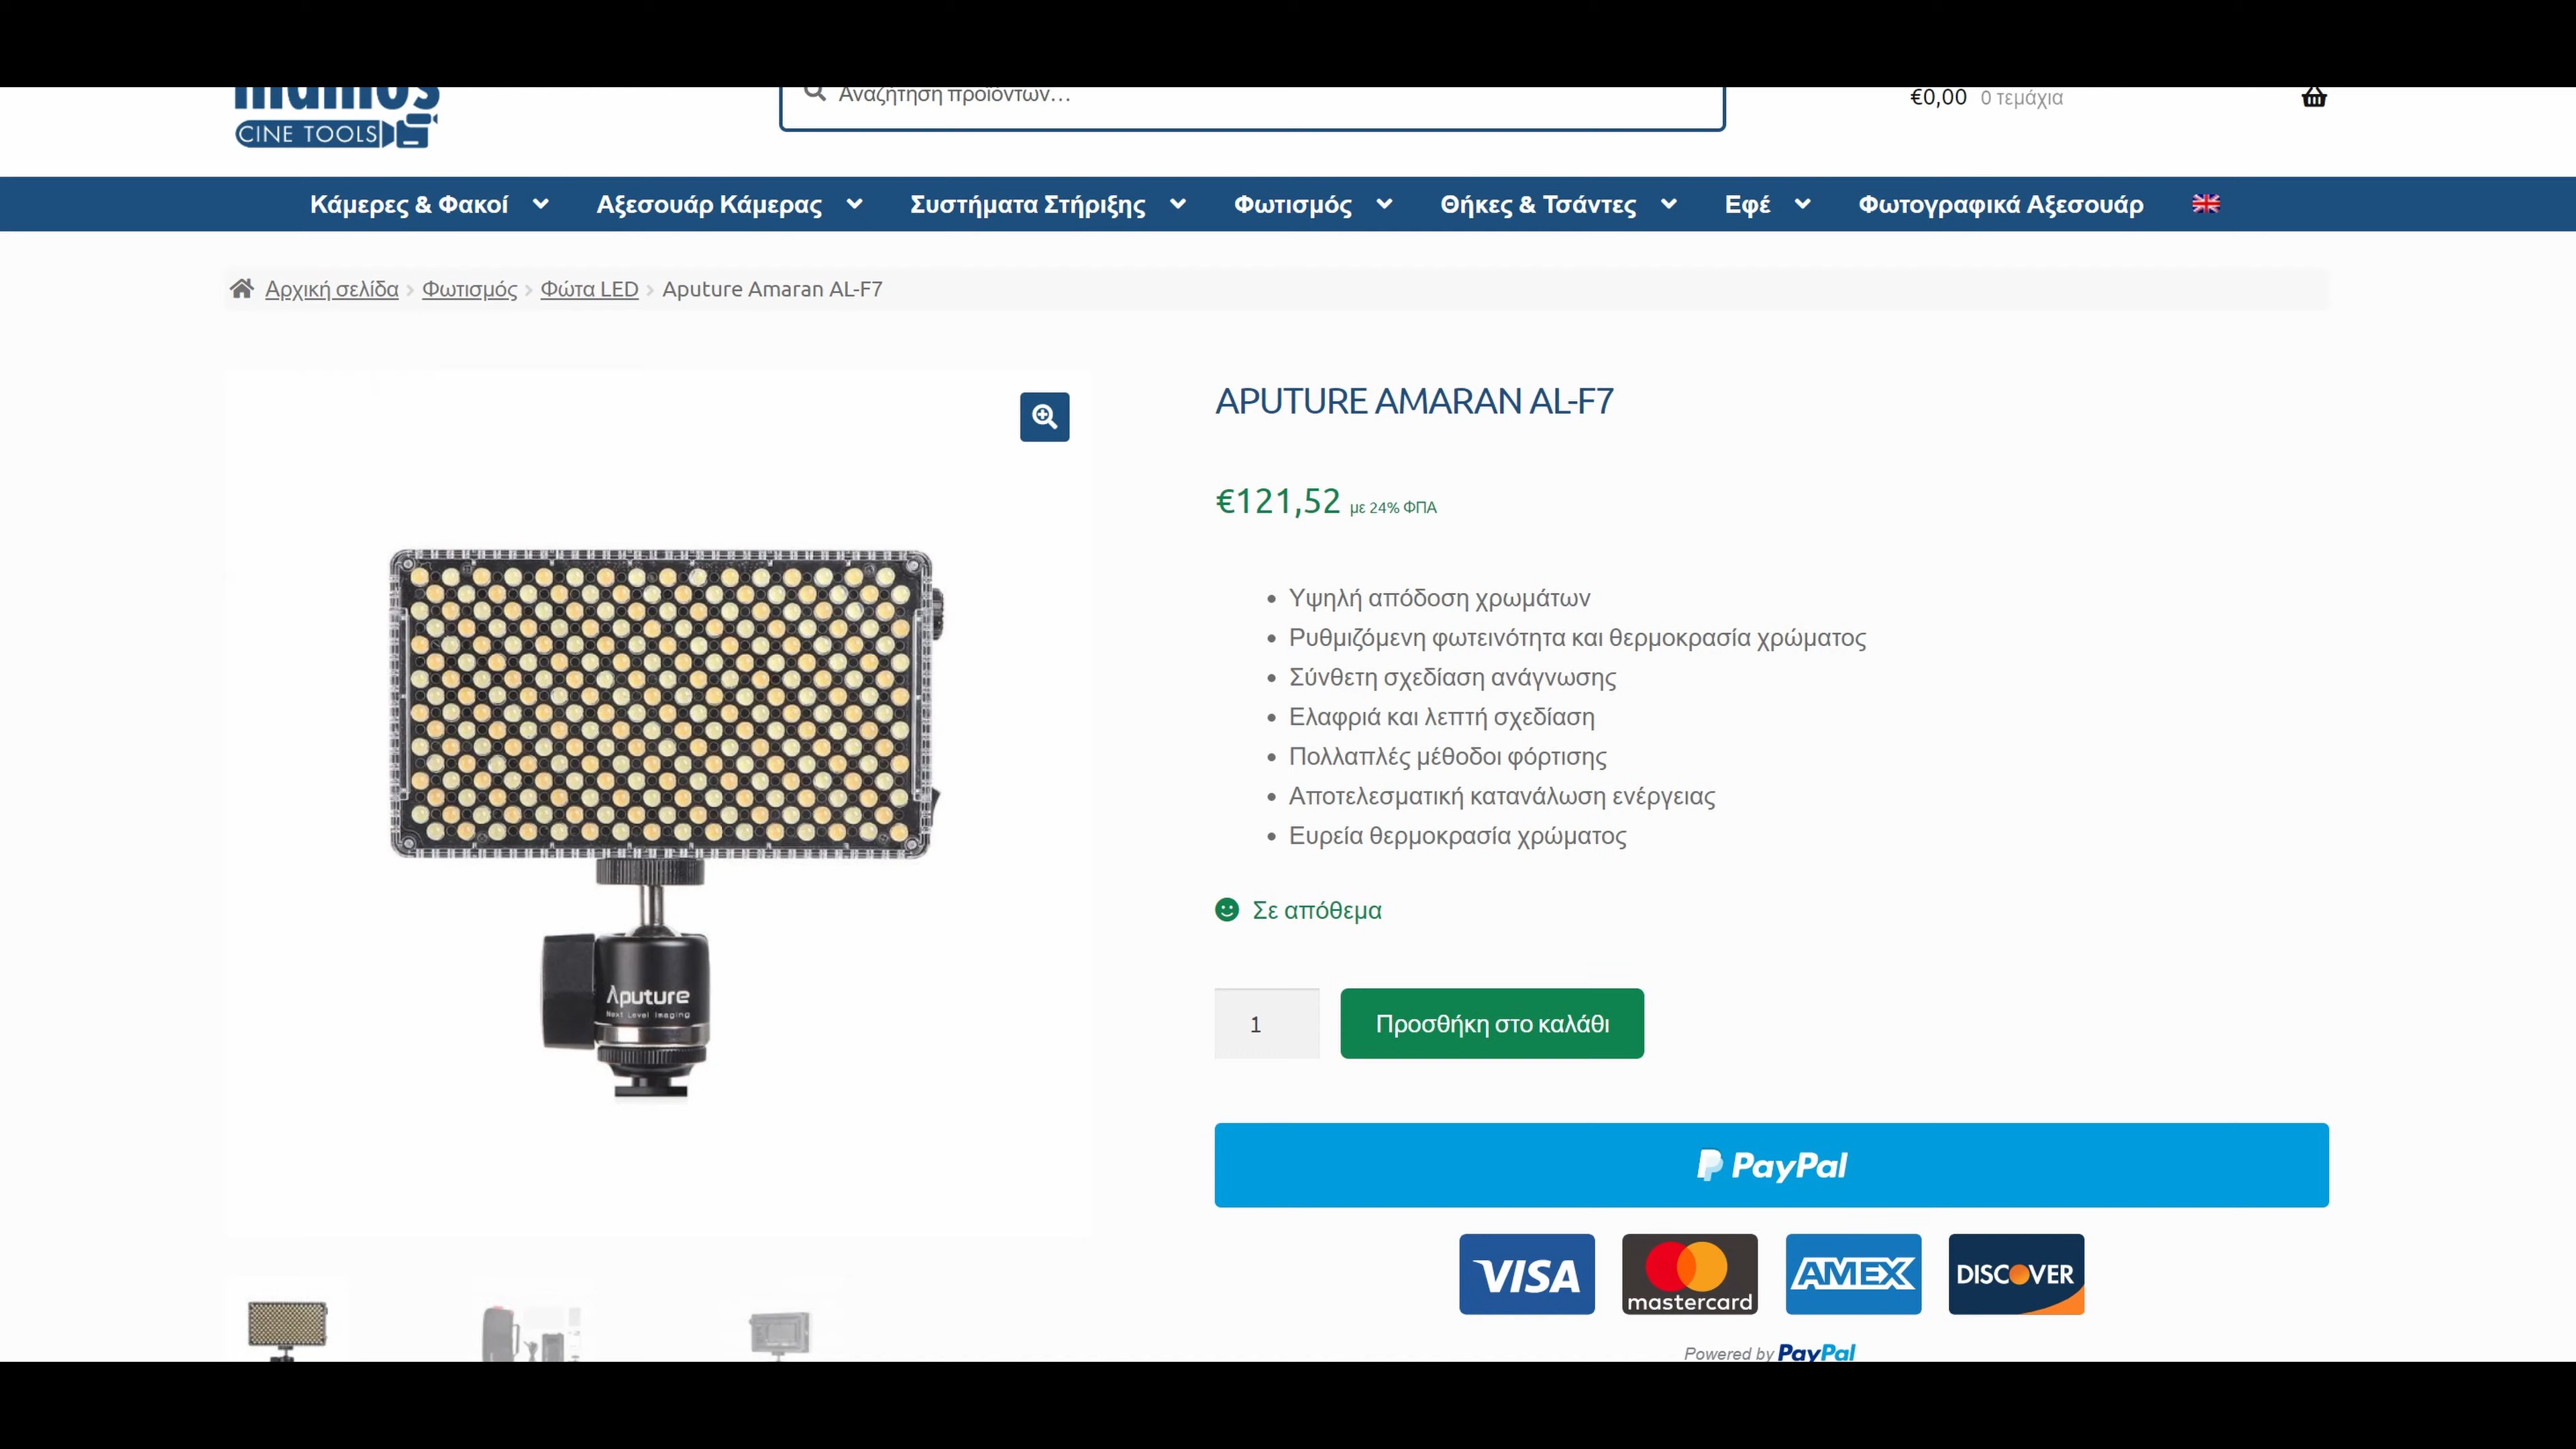 CINE TOOLS
Αναζήτηση προϊόντων…
€0,00 0 τεμάχια
Κάμερες & Φακοί Αξεσουάρ Κάμερας Συστήματα Στήριξης Φωτισμός Θήκες & Τσάντες Εφέ Φωτογραφικά Αξεσουάρ
Αρχική σελίδα Φωτισμός Φώτα LED Aputure Amaran AL-F7
APUTURE AMARAN AL-F7
€121,52 με 24% ΦΠΑ
Υψηλή απόδοση χρωμάτων
Ρυθμιζόμενη φωτεινότητα και θερμοκρασία χρώματος
Σύνθετη σχεδίαση ανάγνωσης
Ελαφριά και λεπτή σχεδίαση
Πολλαπλές μέθοδοι φόρτισης
Αποτελεσματική κατανάλωση ενέργειας
Ευρεία θερμοκρασία χρώματος
Σε απόθεμα
Aputure
Next Level Imaging
1 Προσθήκη στο καλάθι
PayPal
VISA mastercard AMEX DISCOVER
Powered by PayPal